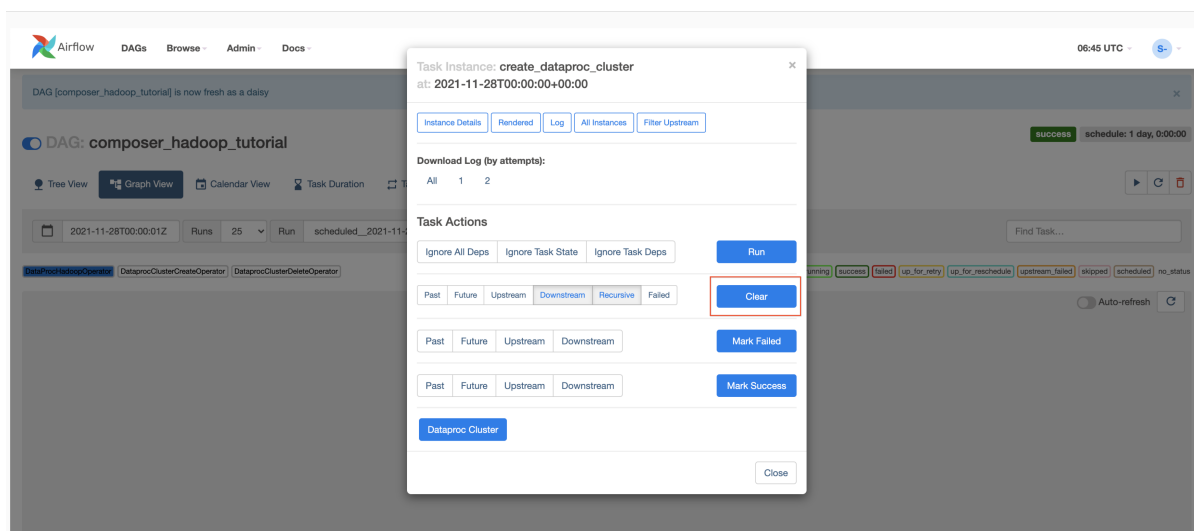 Airflow DAGs Browse Admin Docs 06:45 UTC S-
Task Instance: create_dataproc_cluster ×
at: 2021-11-28T00:00:00+00:00
DAG [composer_hadoop_tutorial] is now fresh as a daisy ×
Instance Details Rendered Log All Instances Filter Upstream
DAG: composer_hadoop_tutorial success schedule: 1 day, 0:00:00
Download Log (by attempts):
All 1 2
Tree View Graph View Calendar View Task Duration
Task Actions
2021-11-28T00:00:01Z Runs 25 Run scheduled__2021-11- Find Task...
Ignore All Deps Ignore Task State Ignore Task Deps Run
DataProcHadoopOperator DataprocClusterCreateOperator DataprocClusterDeleteOperator success failed up_for_retry up_for_reschedule upstream_failed skipped scheduled no_status
Past Future Upstream Downstream Recursive Failed Clear
Auto-refresh
Past Future Upstream Downstream Mark Failed
Past Future Upstream Downstream Mark Success
Dataproc Cluster
Close